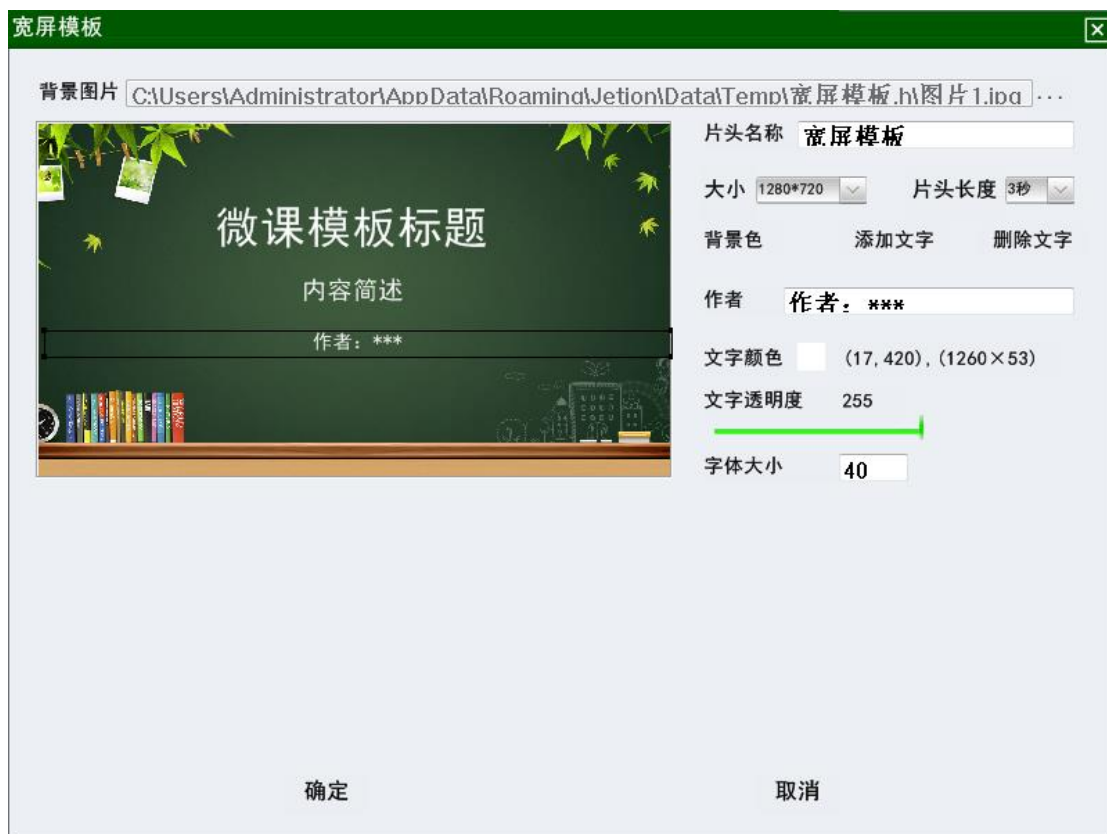 宽屏模板
背景图片 C:\Users\Administrator\AppData\Roaming\Jetion\Data\Temp\宽屏模板.h\图片1.jpg ...
微课模板标题
内容简述
作者：***
片头名称 宽屏模板
大小 1280*720 片头长度 3秒
背景色 添加文字 删除文字
作者 作者：***
文字颜色 (17,420),(1260×53)
文字透明度 255
字体大小 40
确定 取消